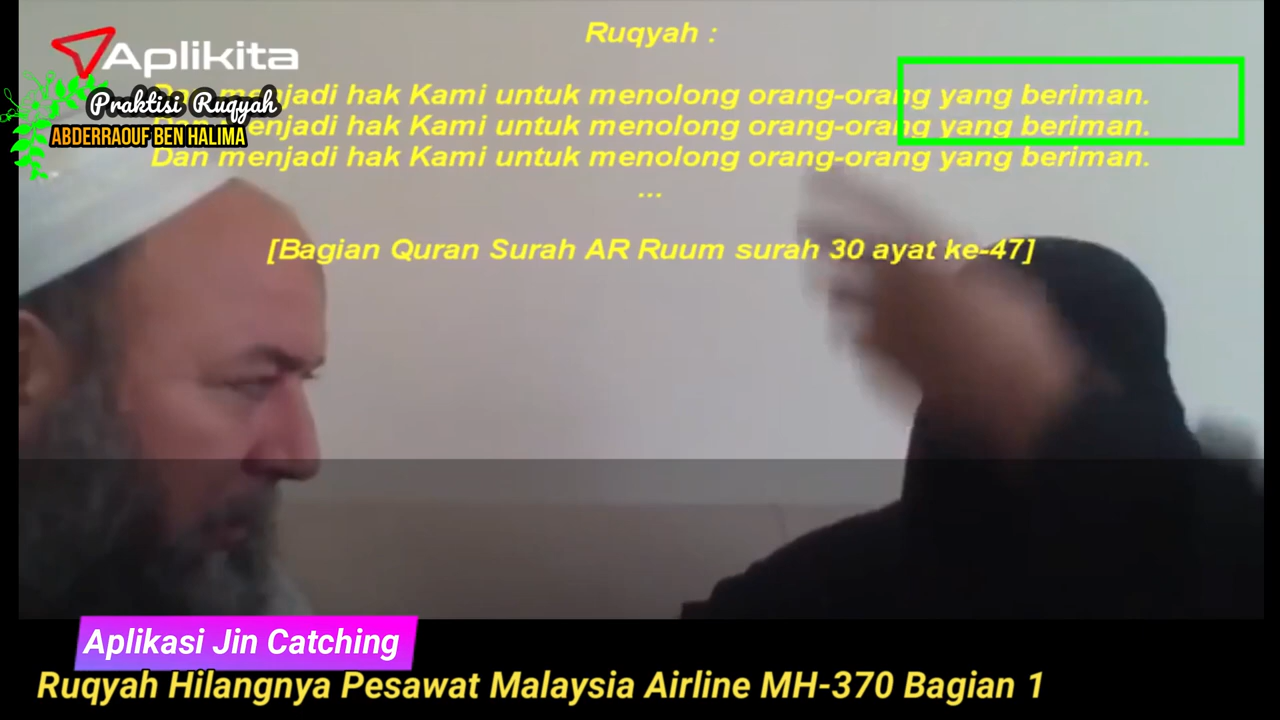 Ruqyah :
Aplikita
menjadi hak Kami untuk menolong orang-orang yang beriman.
Praktisi Ruqyah
menjadi hak Kami untuk menolong orang-orang yang beriman.
ABDERRAOUF BEN HALIMA
Dan menjadi hak Kami untuk menolong orang-orang yang beriman.
...
[Bagian Quran Surah AR Ruum surah 30 ayat ke-47]
Aplikasi Jin Catching
Ruqyah Hilangnya Pesawat Malaysia Airline MH-370 Bagian 1